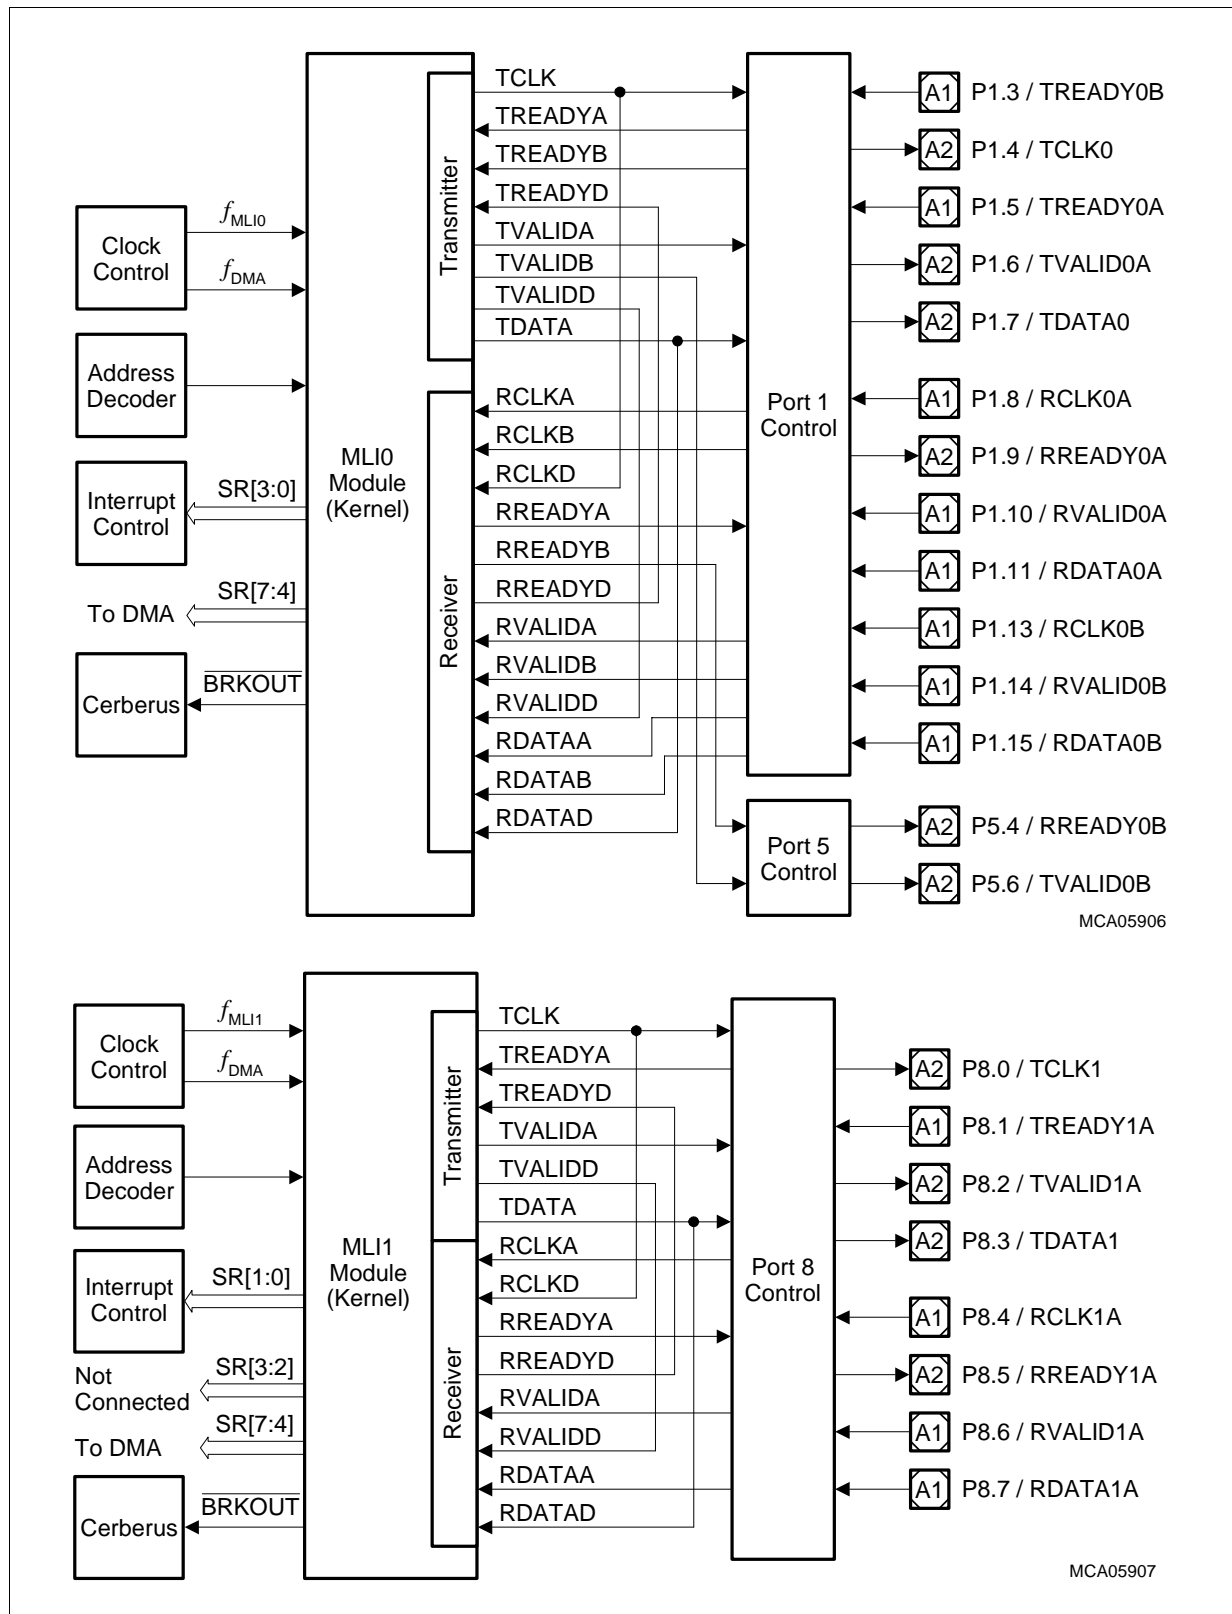 TCLK
TREADYA
TREADYB
TREADYD
TVALIDA
TVALIDB
TVALIDD
TDATA
Transmitter
fMLI0
fDMA
Clock
Control
Address
Decoder
Interrupt
Control
SR[3:0]
To DMA
SR[7:4]
Cerberus
BRKOUT
MLI0
Module
(Kernel)
Receiver
RCLKA
RCLKB
RCLKD
RREADYA
RREADYB
RREADYD
RVALIDA
RVALIDB
RVALIDD
RDATAA
RDATAB
RDATAD
Port 1
Control
Port 5
Control
A1 P1.3 / TREADY0B
A2 P1.4 / TCLK0
A1 P1.5 / TREADY0A
A2 P1.6 / TVALID0A
A2 P1.7 / TDATA0
A1 P1.8 / RCLK0A
A2 P1.9 / RREADY0A
A1 P1.10 / RVALID0A
A1 P1.11 / RDATA0A
A1 P1.13 / RCLK0B
A1 P1.14 / RVALID0B
A1 P1.15 / RDATA0B
A2 P5.4 / RREADY0B
A2 P5.6 / TVALID0B
MCA05906
fMLI1
fDMA
Clock
Control
Address
Decoder
Interrupt
Control
SR[1:0]
Not
Connected
SR[3:2]
To DMA
SR[7:4]
Cerberus
BRKOUT
MLI1
Module
(Kernel)
Transmitter
Receiver
TCLK
TREADYA
TREADYD
TVALIDA
TVALIDD
TDATA
RCLKA
RCLKD
RREADYA
RREADYD
RVALIDA
RVALIDD
RDATAA
RDATAD
Port 8
Control
A2 P8.0 / TCLK1
A1 P8.1 / TREADY1A
A2 P8.2 / TVALID1A
A2 P8.3 / TDATA1
A1 P8.4 / RCLK1A
A2 P8.5 / RREADY1A
A1 P8.6 / RVALID1A
A1 P8.7 / RDATA1A
MCA05907